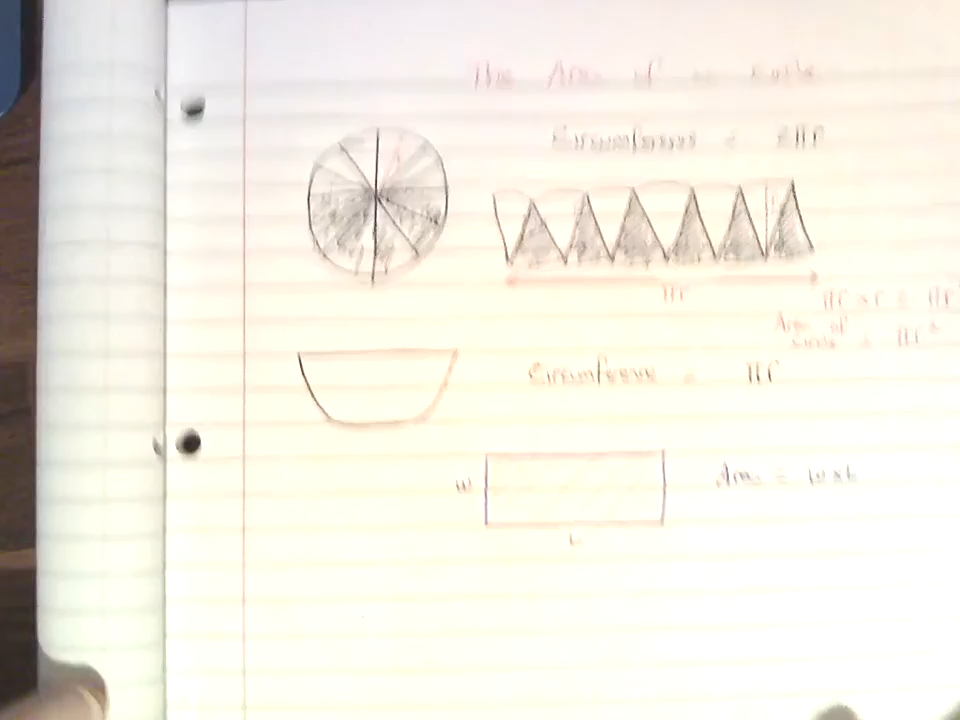 The Area of a Circle
Circumference = 2πr
πr
πr × r = πr²
Area of
circle = πr²
Circumference = πr
w
Area = w×L
L